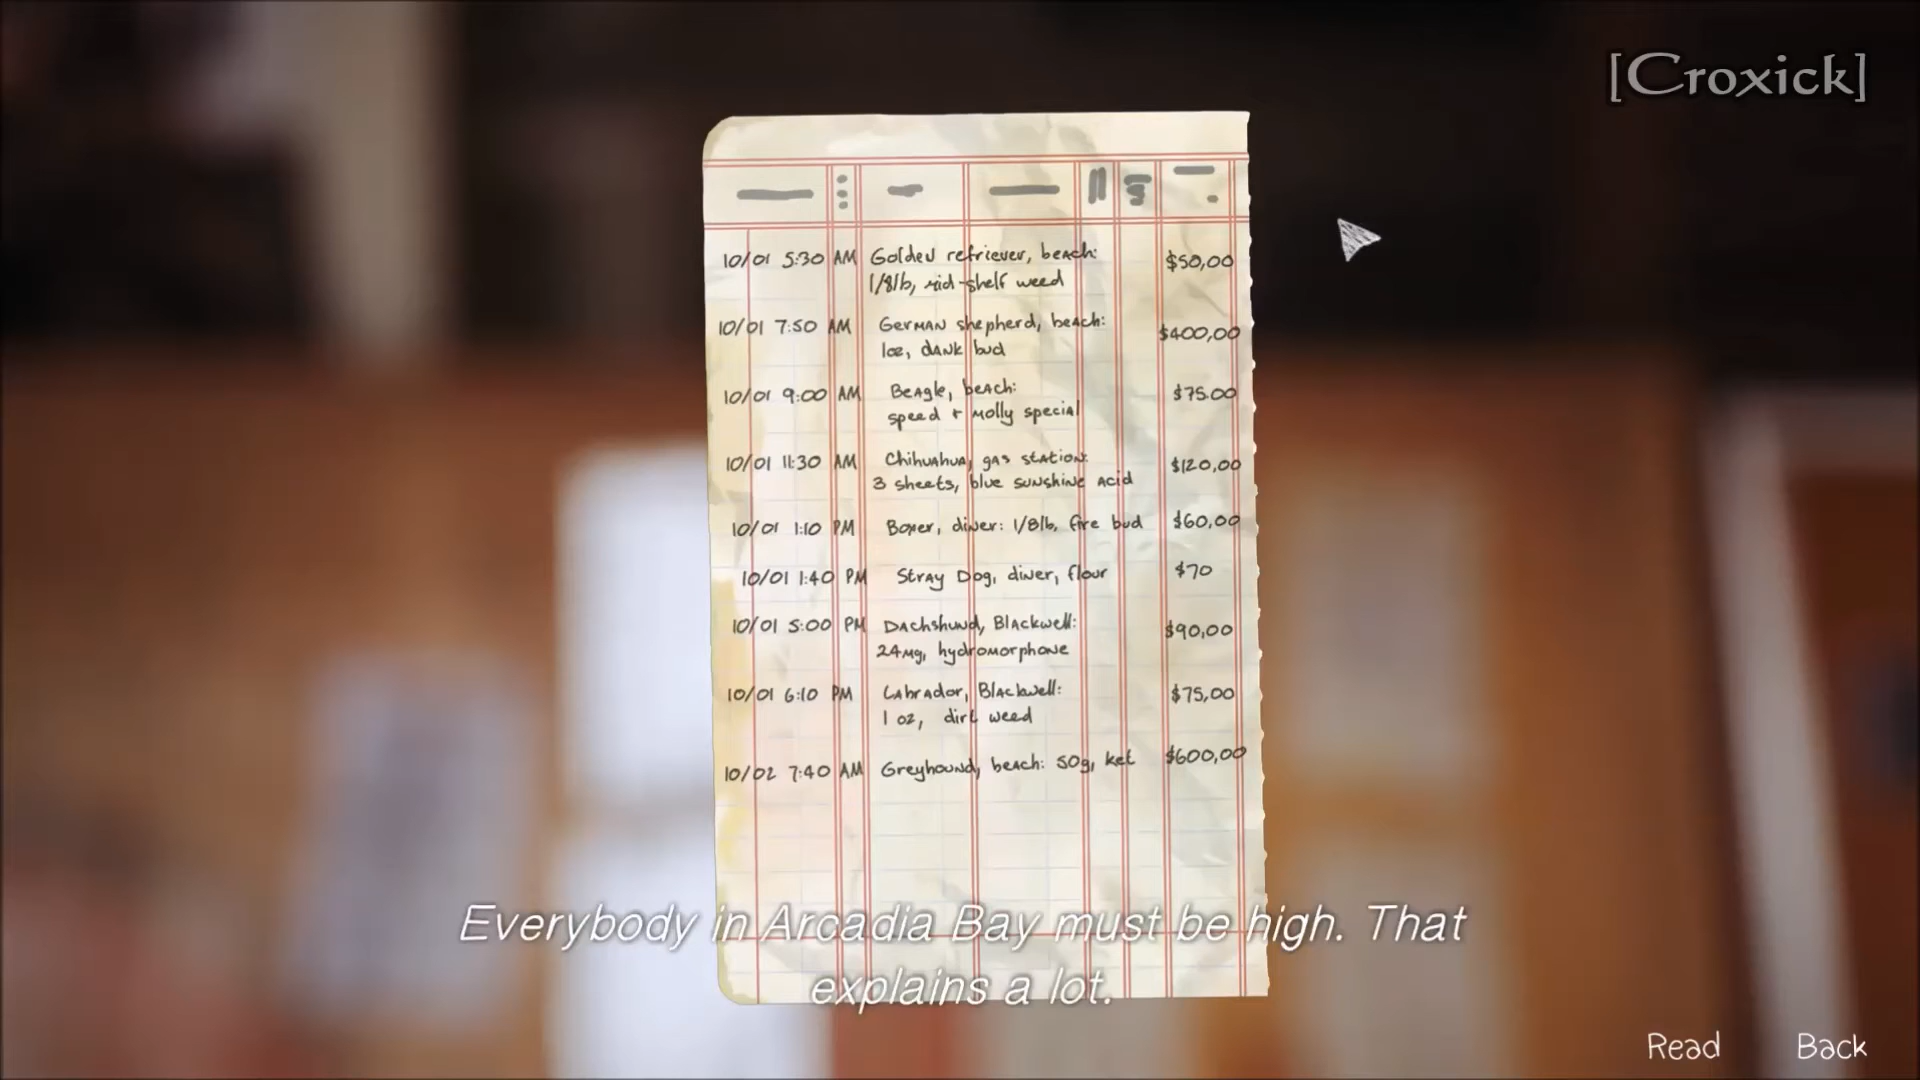 [Croxick]
10/01 5:30 AM Golden retriever, beach: $50,00
1/8lb, mid-shelf weed
10/01 7:50 AM German shepherd, beach: $400,00
1oz, dank bud
10/01 9:00 AM Beagle, beach: $75.00
speed + molly special
10/01 11:30 AM Chihuahua, gas station: $120,00
3 sheets, blue sunshine acid
10/01 1:10 PM Boxer, diner: 1/8lb, fire bud $60,00
10/01 1:40 PM Stray Dog, diner, flour $70
10/01 5:00 PM Dachshund, Blackwell: $90,00
24mg, hydromorphone
10/01 6:10 PM Labrador, Blackwell: $75,00
1 oz, dirt weed
10/02 7:40 AM Greyhound, beach: 50g, ket $600,00
Everybody in Arcadia Bay must be high. That
explains a lot.
Read Back